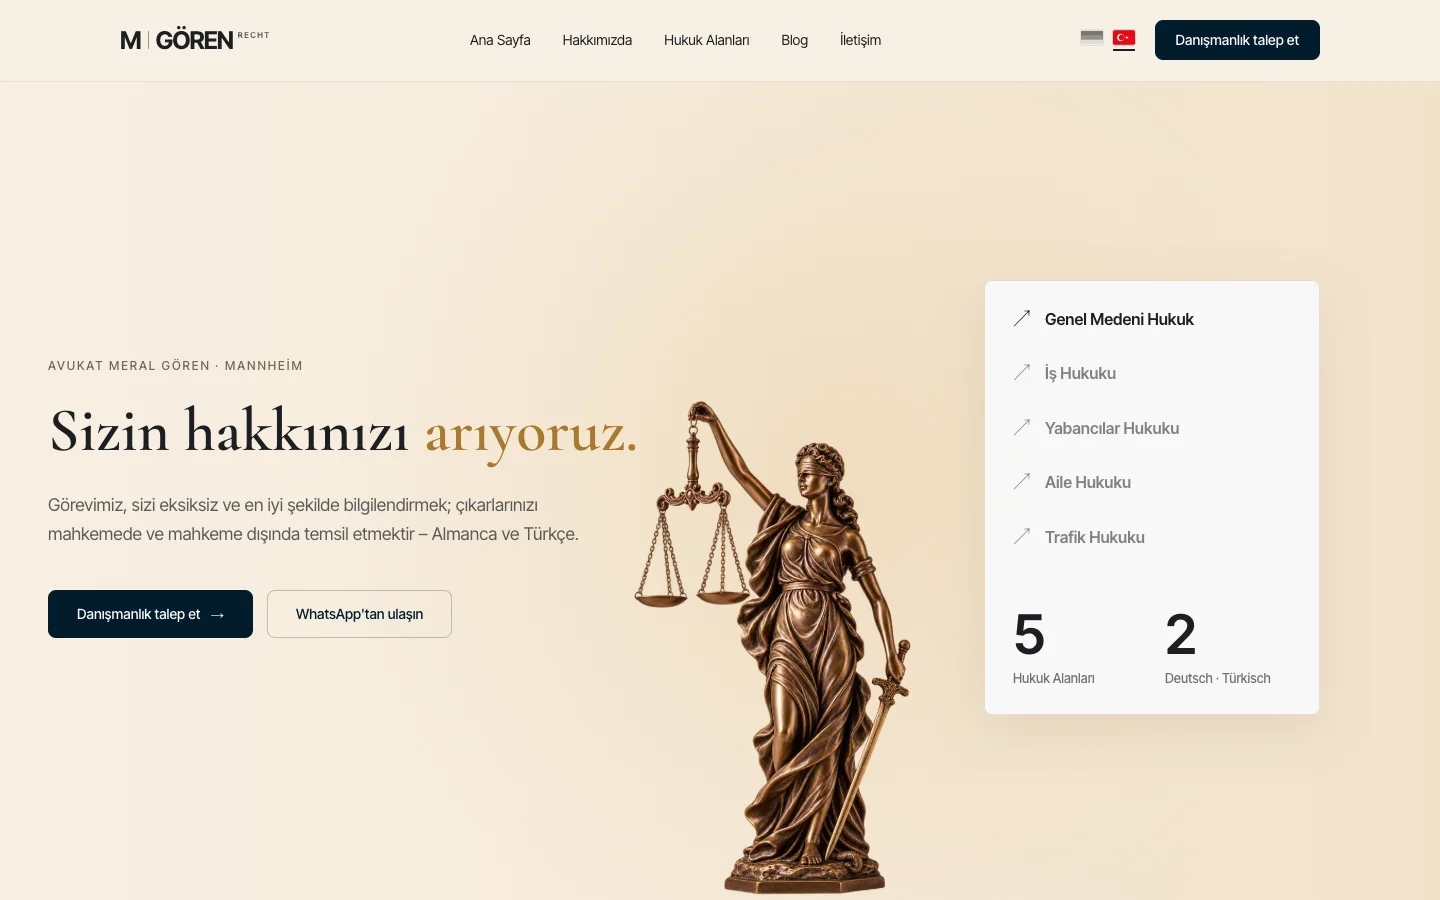 M | GÖREN RECHT
Ana Sayfa
Hakkımızda
Hukuk Alanları
Blog
İletişim
Danışmanlık talep et
AVUKAT MERAL GÖREN · MANNHEİM
Sizin hakkınızı arıyoruz.
Görevimiz, sizi eksiksiz ve en iyi şekilde bilgilendirmek; çıkarlarınızı
mahkemede ve mahkeme dışında temsil etmektir – Almanca ve Türkçe.
Danışmanlık talep et →
WhatsApp'tan ulaşın
Genel Medeni Hukuk
İş Hukuku
Yabancılar Hukuku
Aile Hukuku
Trafik Hukuku
5
Hukuk Alanları
2
Deutsch · Türkisch